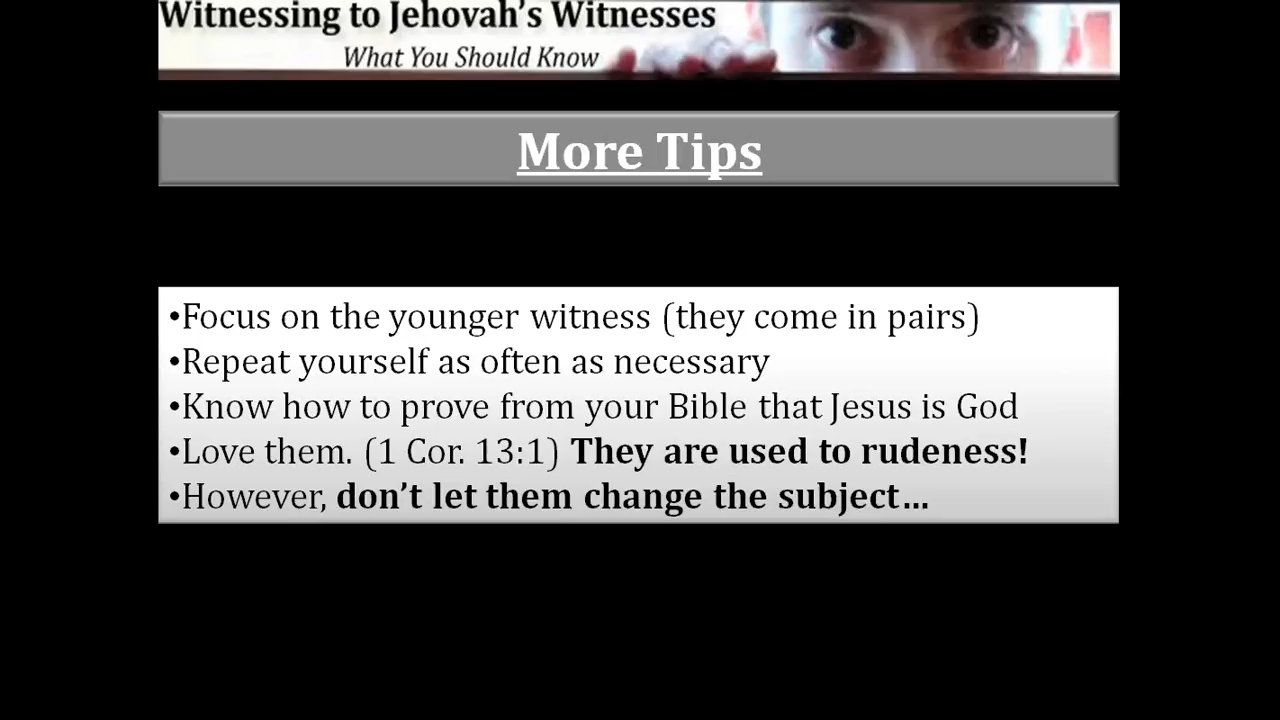 Witnessing to Jehovah's Witnesses
What You Should Know
More Tips
•Focus on the younger witness (they come in pairs)
•Repeat yourself as often as necessary
•Know how to prove from your Bible that Jesus is God
•Love them. (1 Cor. 13:1) They are used to rudeness!
•However, don't let them change the subject…